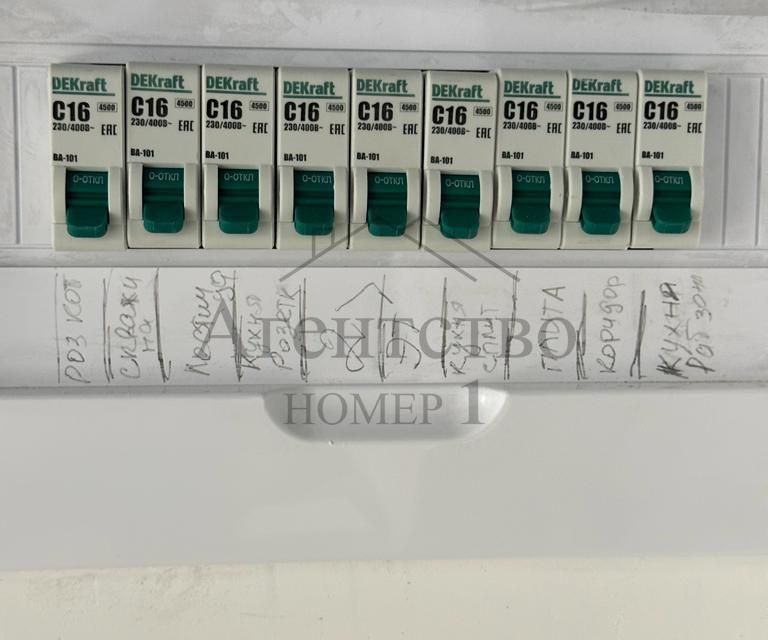 DEKraft DEKraft DEKraft DEKraft DEKraft DEKraft DEKraft DEKraft DEKraft
C16 4500 C16 4500 C16 4500 C16 4500 C16 4500 C16 4500 C16 4500 C16 4500 C16 4500
230/400В~ EAC 230/400В~ EAC 230/400В~ EAC 230/400В~ EAC 230/400В~ EAC 230/400В~ EAC 230/400В~ EAC 230/400В~ EAC 230/400В~ EAC
ВА-101 ВА-101 ВА-101 ВА-101 ВА-101 ВА-101 ВА-101 ВА-101 ВА-101
О-ОТКЛ О-ОТКЛ О-ОТКЛ О-ОТКЛ О-ОТКЛ О-ОТКЛ О-ОТКЛ О-ОТКЛ О-ОТКЛ
РОЗ КОТ
СКВАЖИ
НА
КУХНЯ
РОЗЕТК
КУХНЯ
ПЛИТА
КОРИДОР
КУХНЯ
АГЕНТСТВО
НОМЕР 1